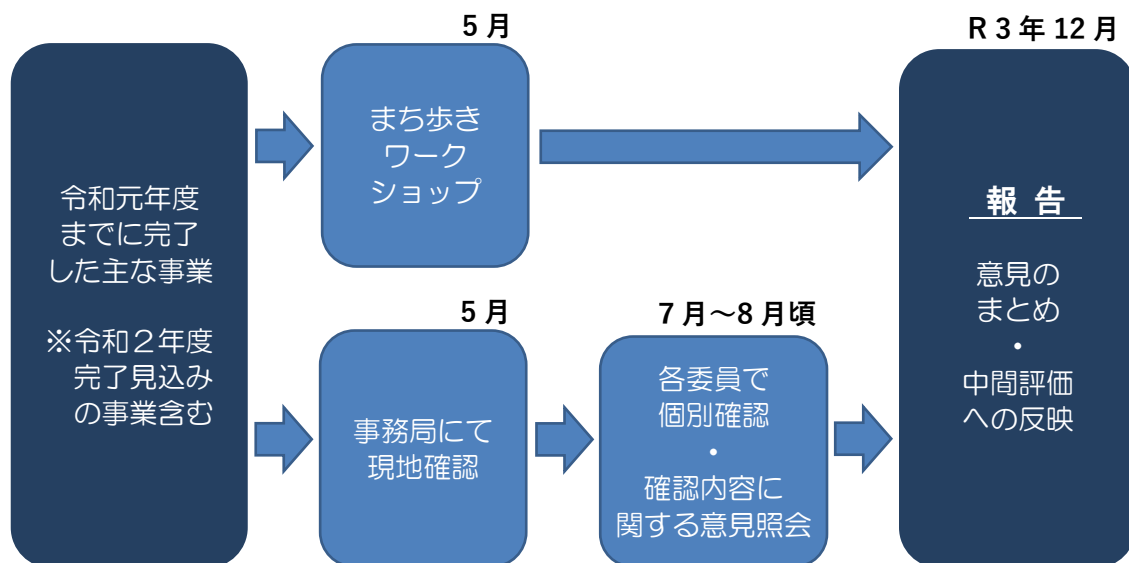 令和元年度
までに完了
した主な事業
※令和２年度
完了見込み
の事業含む
5 月
まち歩き
ワーク
ショップ
5 月
事務局にて
現地確認
7 月～8 月頃
各委員で
個別確認
・
確認内容に
関する意見照会
R 3 年 12 月
報 告
意見の
まとめ
・
中間評価
への反映